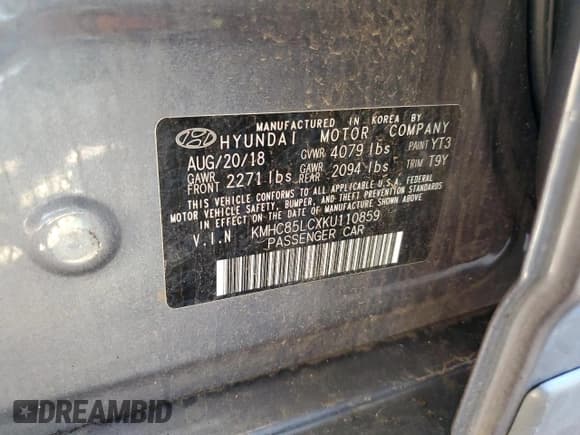 MANUFACTURED IN KOREA BY
HYUNDAI MOTOR COMPANY
AUG/20/18 GVWR 4079 lbs PAINT YT3
GAWR FRONT 2271 lbs GAWR REAR 2094 lbs TRIM T9Y
THIS VEHICLE CONFORMS TO ALL APPLICABLE U.S.A. FEDERAL
MOTOR VEHICLE SAFETY, BUMPER, AND THEFT PREVENTION STANDARDS
IN EFFECT ON THE DATE OF MANUFACTURE SHOWN ABOVE.
V.I.N KMHC85LCXKU110859
PASSENGER CAR
DREAMBID